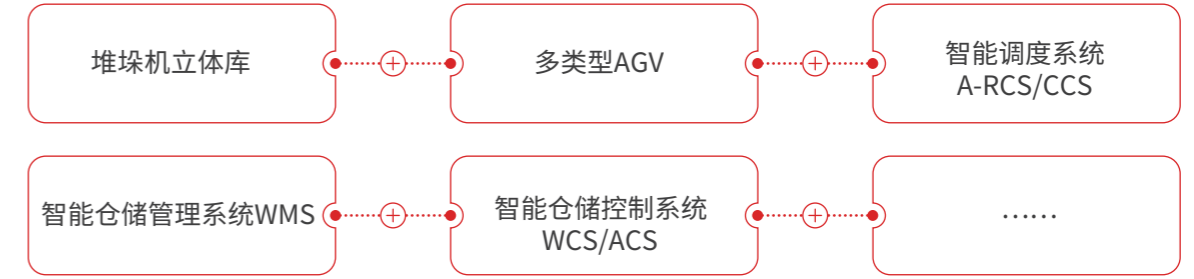 堆垛机立体库
多类型AGV
智能调度系统
A-RCS/CCS
智能仓储管理系统WMS
智能仓储控制系统
WCS/ACS
……